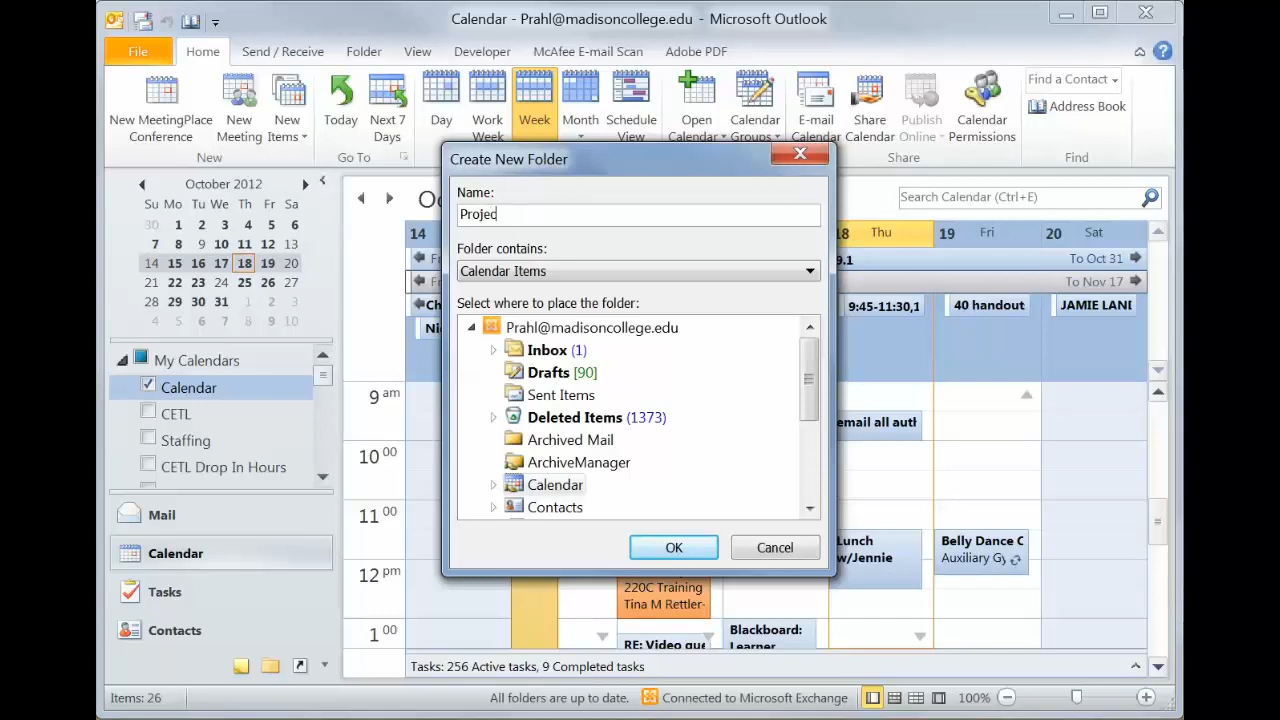 Calendar - Prahl@madisoncollege.edu - Microsoft Outlook
File Home Send / Receive Folder View Developer McAfee E-mail Scan Adobe PDF
New MeetingPlace Conference
New Meeting
New Items
Today
Next 7 Days
Day
Work Week
Week
Month
Schedule View
Open Calendar
Calendar Groups
E-mail Calendar
Share Calendar
Publish Online
Calendar Permissions
Find a Contact
Address Book
New Go To Share Find
October 2012
Su Mo Tu We Th Fr Sa
30 1 2 3 4 5 6
7 8 9 10 11 12 13
14 15 16 17 18 19 20
21 22 23 24 25 26 27
28 29 30 31 1 2 3
4 5 6 7 8 9 10
My Calendars
Calendar
CETL
Staffing
CETL Drop In Hours
Mail
Calendar
Tasks
Contacts
Create New Folder
Name:
Projec
Folder contains:
Calendar Items
Select where to place the folder:
Prahl@madisoncollege.edu
Inbox (1)
Drafts [90]
Sent Items
Deleted Items (1373)
Archived Mail
ArchiveManager
Calendar
Contacts
OK Cancel
Search Calendar (Ctrl+E)
14 18 Thu 19 Fri 20 Sat
To Oct 31
To Nov 17
9:45-11:30,1 40 handout JAMIE LANI
9 am
10 00
11 00
12 pm
1 00
email all auth
Lunch w/Jennie
Belly Dance C
Auxiliary Gy
220C Training
Tina M Rettler-
RE: Video que
Blackboard:
Learner
Tasks: 256 Active tasks, 9 Completed tasks
Items: 26 All folders are up to date. Connected to Microsoft Exchange 100%